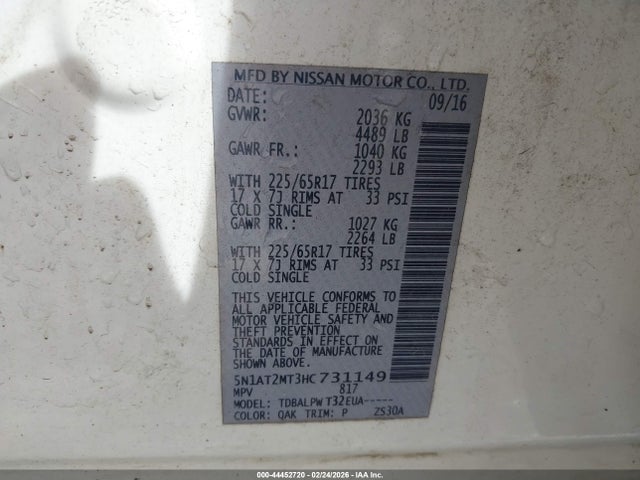 MFD BY NISSAN MOTOR CO., LTD.
DATE: 09/16
GVWR: 2036 KG
4489 LB
GAWR FR.: 1040 KG
2293 LB
WITH 225/65R17 TIRES
17 X 7J RIMS AT 33 PSI
COLD SINGLE
GAWR RR.: 1027 KG
2264 LB
WITH 225/65R17 TIRES
17 X 7J RIMS AT 33 PSI
COLD SINGLE
THIS VEHICLE CONFORMS TO
ALL APPLICABLE FEDERAL
MOTOR VEHICLE SAFETY AND
THEFT PREVENTION
STANDARDS IN EFFECT ON
THE DATE OF MANUFACTURE
SHOWN ABOVE.
5N1AT2MT3HC731149
MPV 817
MODEL: TDBALPW T32EUA-----
COLOR: QAK TRIM: P ZS30A
000-44452720 - 02/24/2026 - IAA Inc.